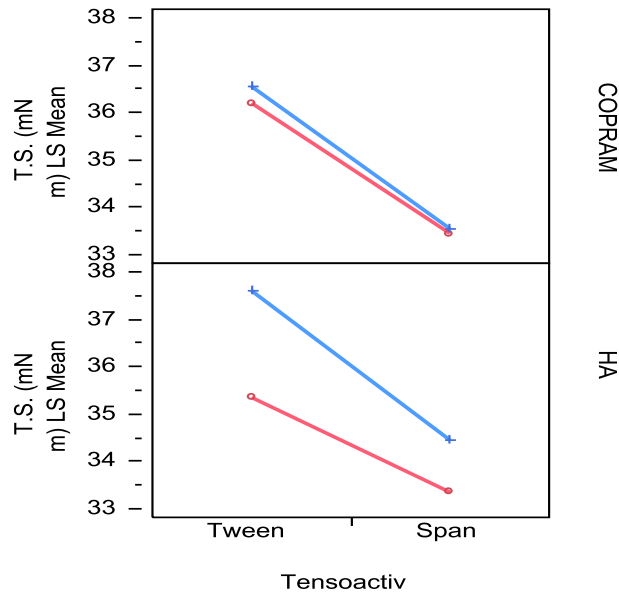 38
37
36
35
34
33
T.S. (mN
m) LS Mean
COPRAM
38
37
36
35
34
33
T.S. (mN
m) LS Mean
HA
Tween Span
Tensoactiv